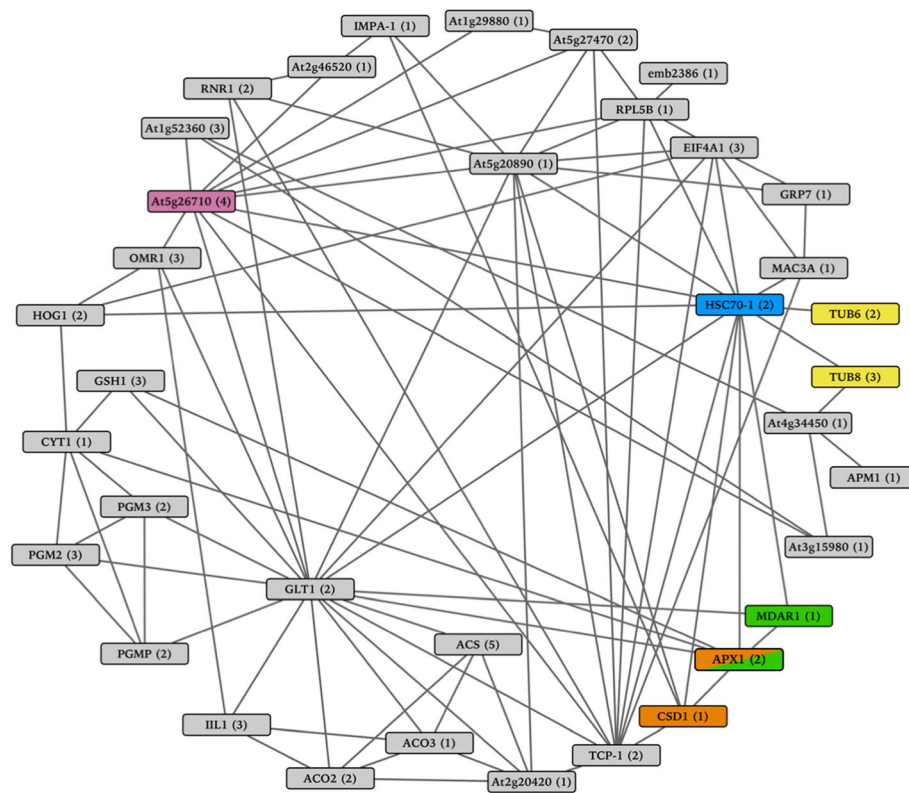 At1g29880 (1)
IMPA-1 (1)
At5g27470 (2)
At2g46520 (1)
emb2386 (1)
RNR1 (2)
RPL5B (1)
At1g52360 (3)
EIF4A1 (3)
At5g20890 (1)
GRP7 (1)
At5g26710 (4)
OMR1 (3)
MAC3A (1)
HSC70-1 (2)
HOG1 (2)
TUB6 (2)
GSH1 (3)
TUB8 (3)
At4g34450 (1)
CYT1 (1)
APM1 (1)
PGM3 (2)
At3g15980 (1)
PGM2 (3)
GLT1 (2)
MDAR1 (1)
ACS (5)
PGMP (2)
APX1 (2)
CSD1 (1)
IIL1 (3)
ACO3 (1)
TCP-1 (2)
ACO2 (2)
At2g20420 (1)